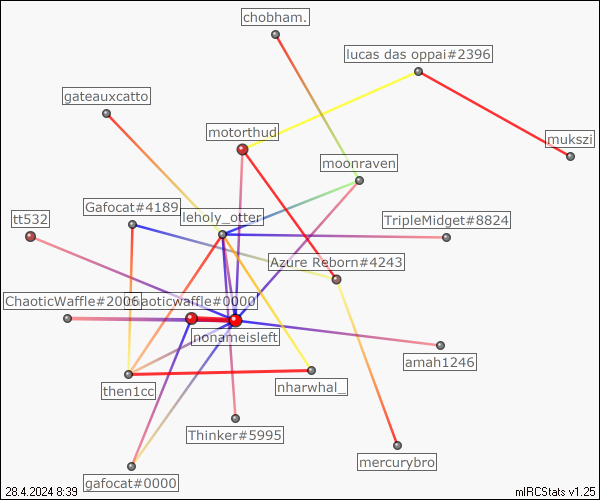 chobham.
lucas das oppai#2396
gateauxcatto
motorthud
mukszi
moonraven
Gafocat#4189
leholy_otter
tt532
TripleMidget#8824
Azure Reborn#4243
ChaoticWaffle#2006
chaoticwaffle#0000
nonameisleft
amah1246
then1cc
nharwhal_
Thinker#5995
mercurybro
gafocat#0000
28.4.2024 8:39
mIRCStats v1.25